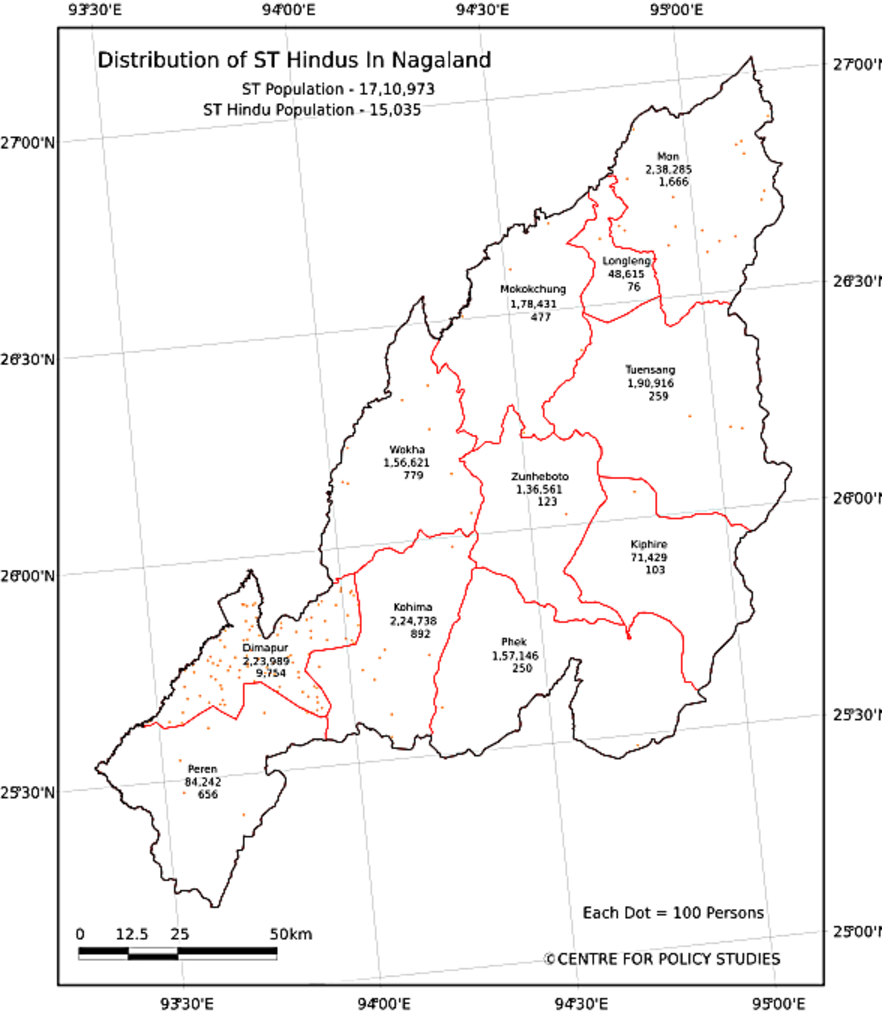 93°30'E 94°00'E 94°30'E 95°00'E
Distribution of ST Hindus In Nagaland
ST Population - 17,10,973
ST Hindu Population - 15,035
27°00'N
27°00'N
Mon
2,38,285
1,666
Longleng
48,615
76
26°30'N
Mokokchung
1,78,431
477
26°30'N
Tuensang
1,90,916
259
Wokha
1,56,621
779
Zunheboto
1,36,561
123
26°00'N
Kiphire
71,429
103
26°00'N
Kohima
2,24,738
892
Dimapur
2,23,989
9,754
Phek
1,57,146
250
25°30'N
Peren
84,242
656
25°30'N
Each Dot = 100 Persons
0 12.5 25 50km
25°00'N
©CENTRE FOR POLICY STUDIES
93°30'E 94°00'E 94°30'E 95°00'E